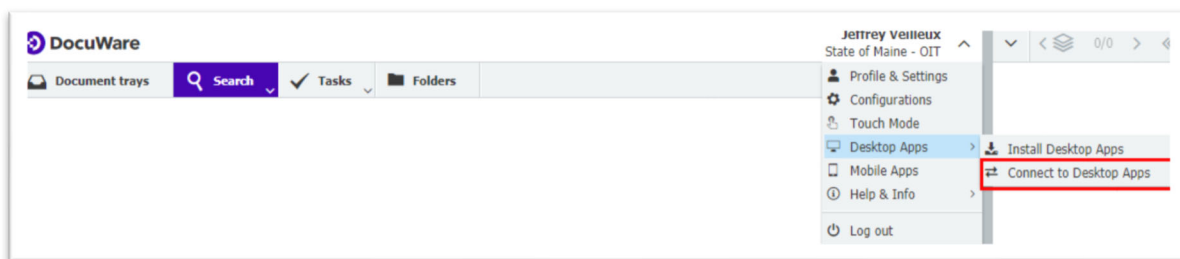 DocuWare
Jeffrey Veilleux
State of Maine - OIT
0/0
Document trays
Search
Tasks
Folders
Profile & Settings
Configurations
Touch Mode
Desktop Apps
Install Desktop Apps
Connect to Desktop Apps
Mobile Apps
Help & Info
Log out